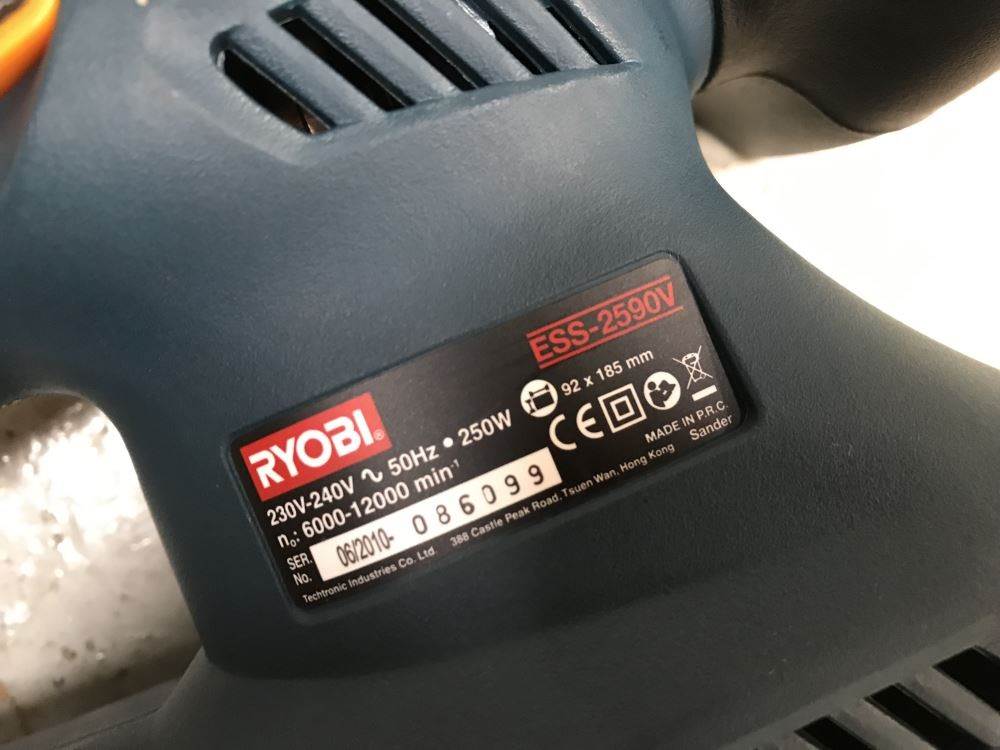 ESS-2590V
RYOBI®
230V-240V ∿ 50Hz • 250W 92 x 185 mm
n₀: 6000-12000 min⁻¹ CE
SER. No. 06/2010- 086099 MADE IN P.R.C.
Techtronic Industries Co. Ltd. 388 Castle Peak Road, Tsuen Wan, Hong Kong Sander